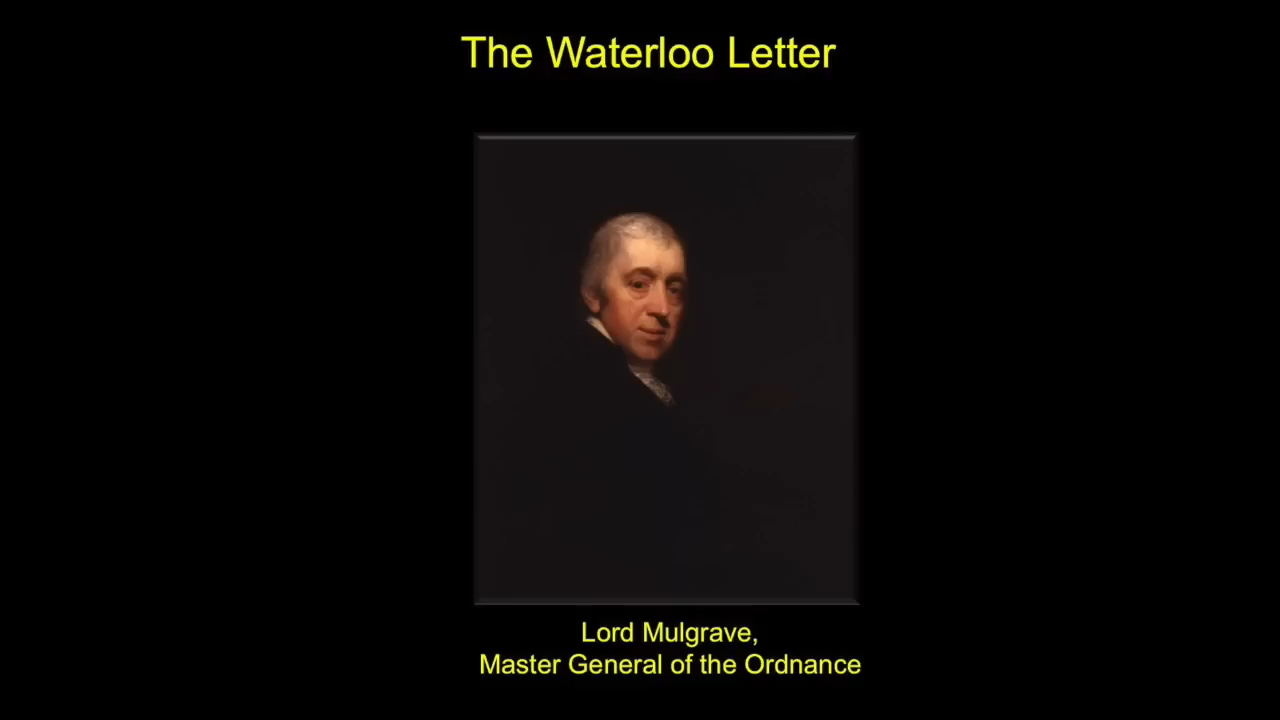 The Waterloo Letter
Lord Mulgrave,
Master General of the Ordnance